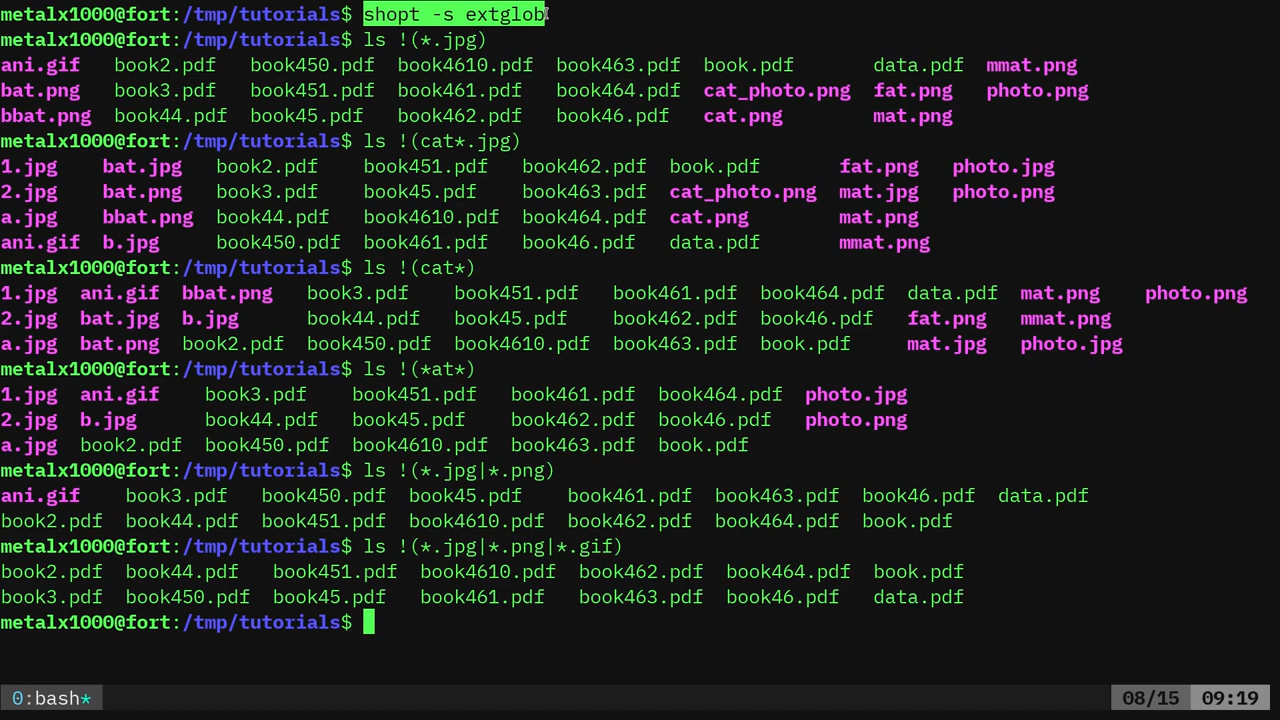 metalx1000@fort:/tmp/tutorials$ shopt -s extglob
metalx1000@fort:/tmp/tutorials$ ls !(*.jpg)
ani.gif book2.pdf book450.pdf book4610.pdf book463.pdf book.pdf data.pdf mmat.png
bat.png book3.pdf book451.pdf book461.pdf book464.pdf cat_photo.png fat.png photo.png
bbat.png book44.pdf book45.pdf book462.pdf book46.pdf cat.png mat.png
metalx1000@fort:/tmp/tutorials$ ls !(cat*.jpg)
1.jpg bat.jpg book2.pdf book451.pdf book462.pdf book.pdf fat.png photo.jpg
2.jpg bat.png book3.pdf book45.pdf book463.pdf cat_photo.png mat.jpg photo.png
a.jpg bbat.png book44.pdf book4610.pdf book464.pdf cat.png mat.png
ani.gif b.jpg book450.pdf book461.pdf book46.pdf data.pdf mmat.png
metalx1000@fort:/tmp/tutorials$ ls !(cat*)
1.jpg ani.gif bbat.png book3.pdf book451.pdf book461.pdf book464.pdf data.pdf mat.png photo.png
2.jpg bat.jpg b.jpg book44.pdf book45.pdf book462.pdf book46.pdf fat.png mmat.png
a.jpg bat.png book2.pdf book450.pdf book4610.pdf book463.pdf book.pdf mat.jpg photo.jpg
metalx1000@fort:/tmp/tutorials$ ls !(*at*)
1.jpg ani.gif book3.pdf book451.pdf book461.pdf book464.pdf photo.jpg
2.jpg b.jpg book44.pdf book45.pdf book462.pdf book46.pdf photo.png
a.jpg book2.pdf book450.pdf book4610.pdf book463.pdf book.pdf
metalx1000@fort:/tmp/tutorials$ ls !(*.jpg|*.png)
ani.gif book3.pdf book450.pdf book45.pdf book461.pdf book463.pdf book46.pdf data.pdf
book2.pdf book44.pdf book451.pdf book4610.pdf book462.pdf book464.pdf book.pdf
metalx1000@fort:/tmp/tutorials$ ls !(*.jpg|*.png|*.gif)
book2.pdf book44.pdf book451.pdf book4610.pdf book462.pdf book464.pdf book.pdf
book3.pdf book450.pdf book45.pdf book461.pdf book463.pdf book46.pdf data.pdf
metalx1000@fort:/tmp/tutorials$
0:bash* 08/15 09:19